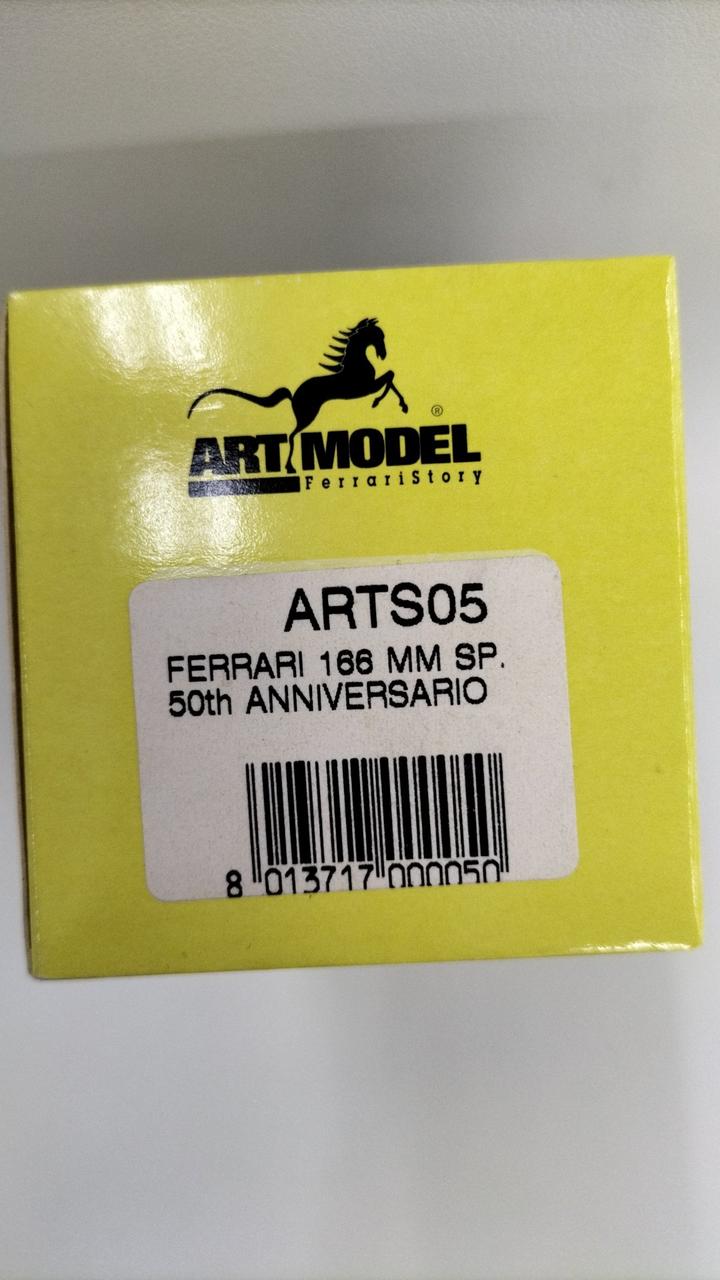 ART MODEL ®
FerrariStory
ARTS05
FERRARI 166 MM SP.
50th ANNIVERSARIO
8 013717 000050